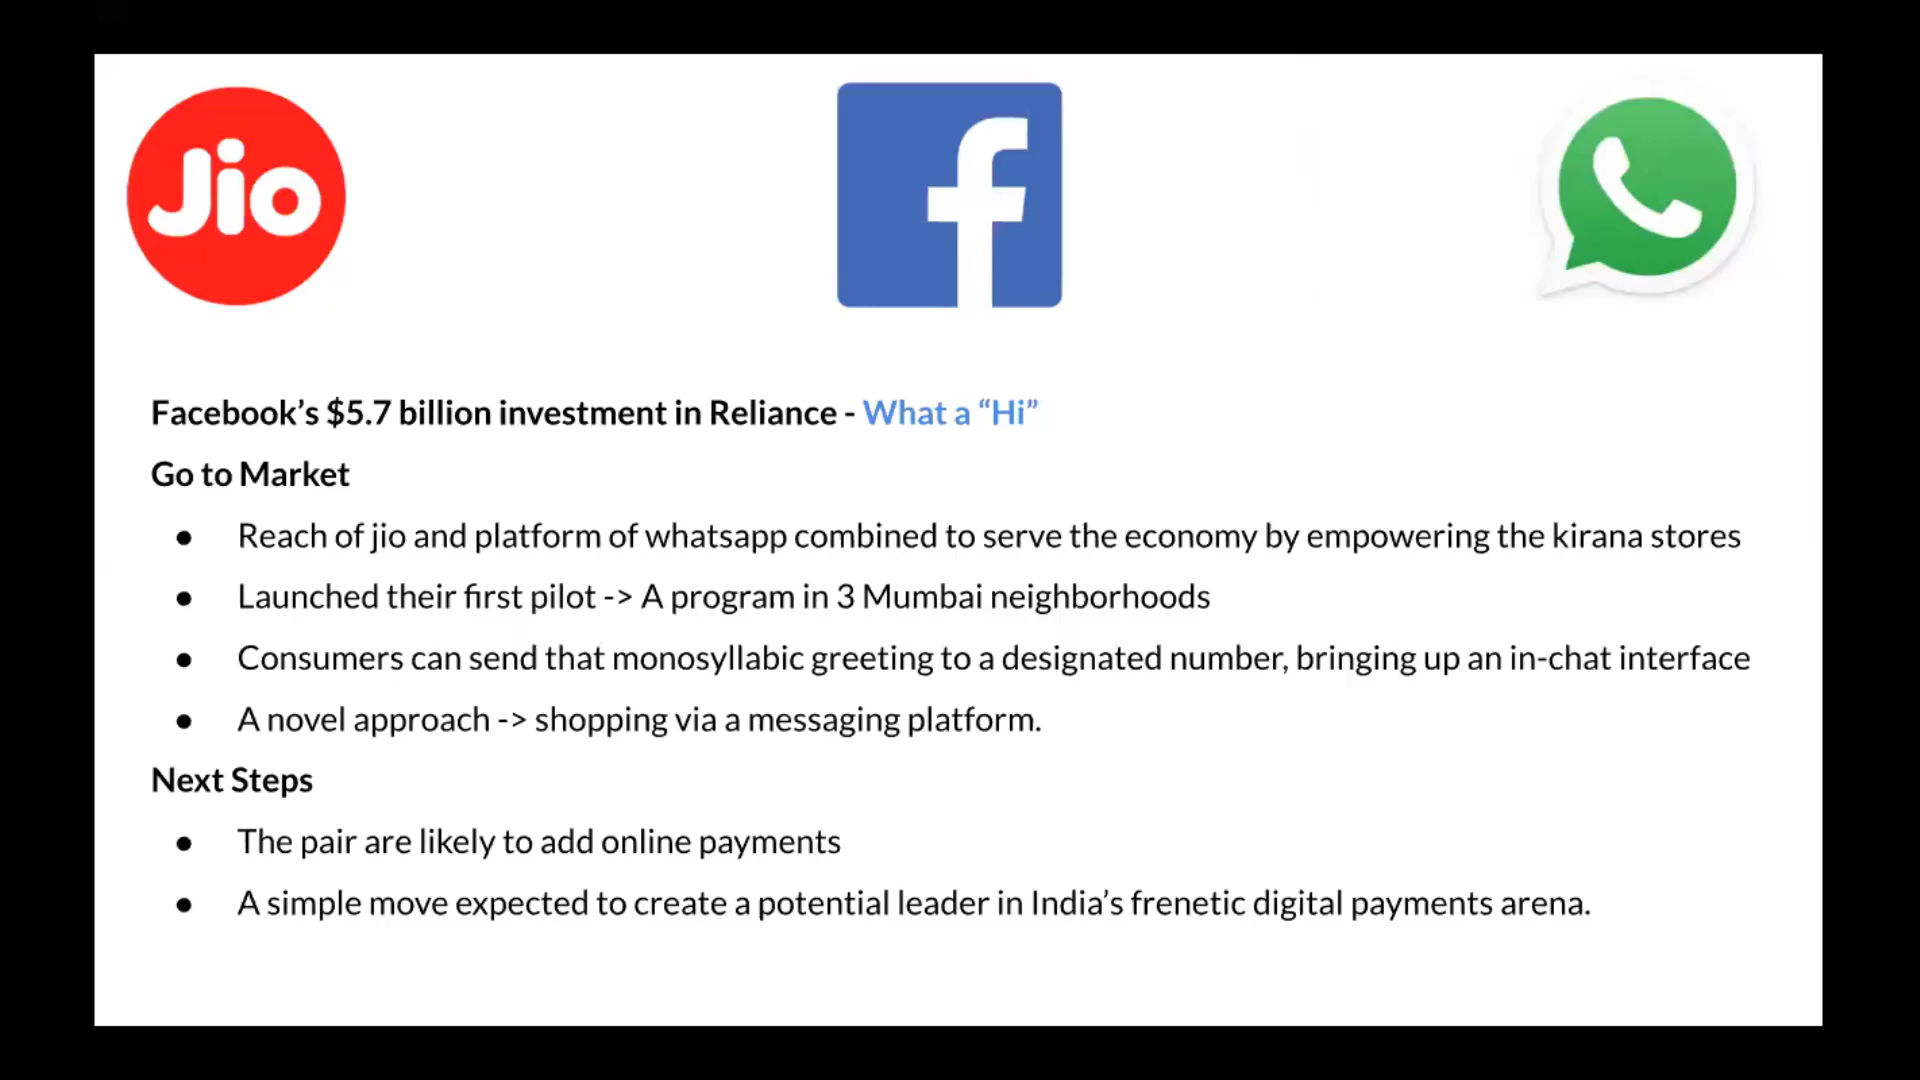 Jio
Facebook’s $5.7 billion investment in Reliance - What a “Hi”
Go to Market
● Reach of jio and platform of whatsapp combined to serve the economy by empowering the kirana stores
● Launched their first pilot -> A program in 3 Mumbai neighborhoods
● Consumers can send that monosyllabic greeting to a designated number, bringing up an in-chat interface
● A novel approach -> shopping via a messaging platform.
Next Steps
● The pair are likely to add online payments
● A simple move expected to create a potential leader in India’s frenetic digital payments arena.